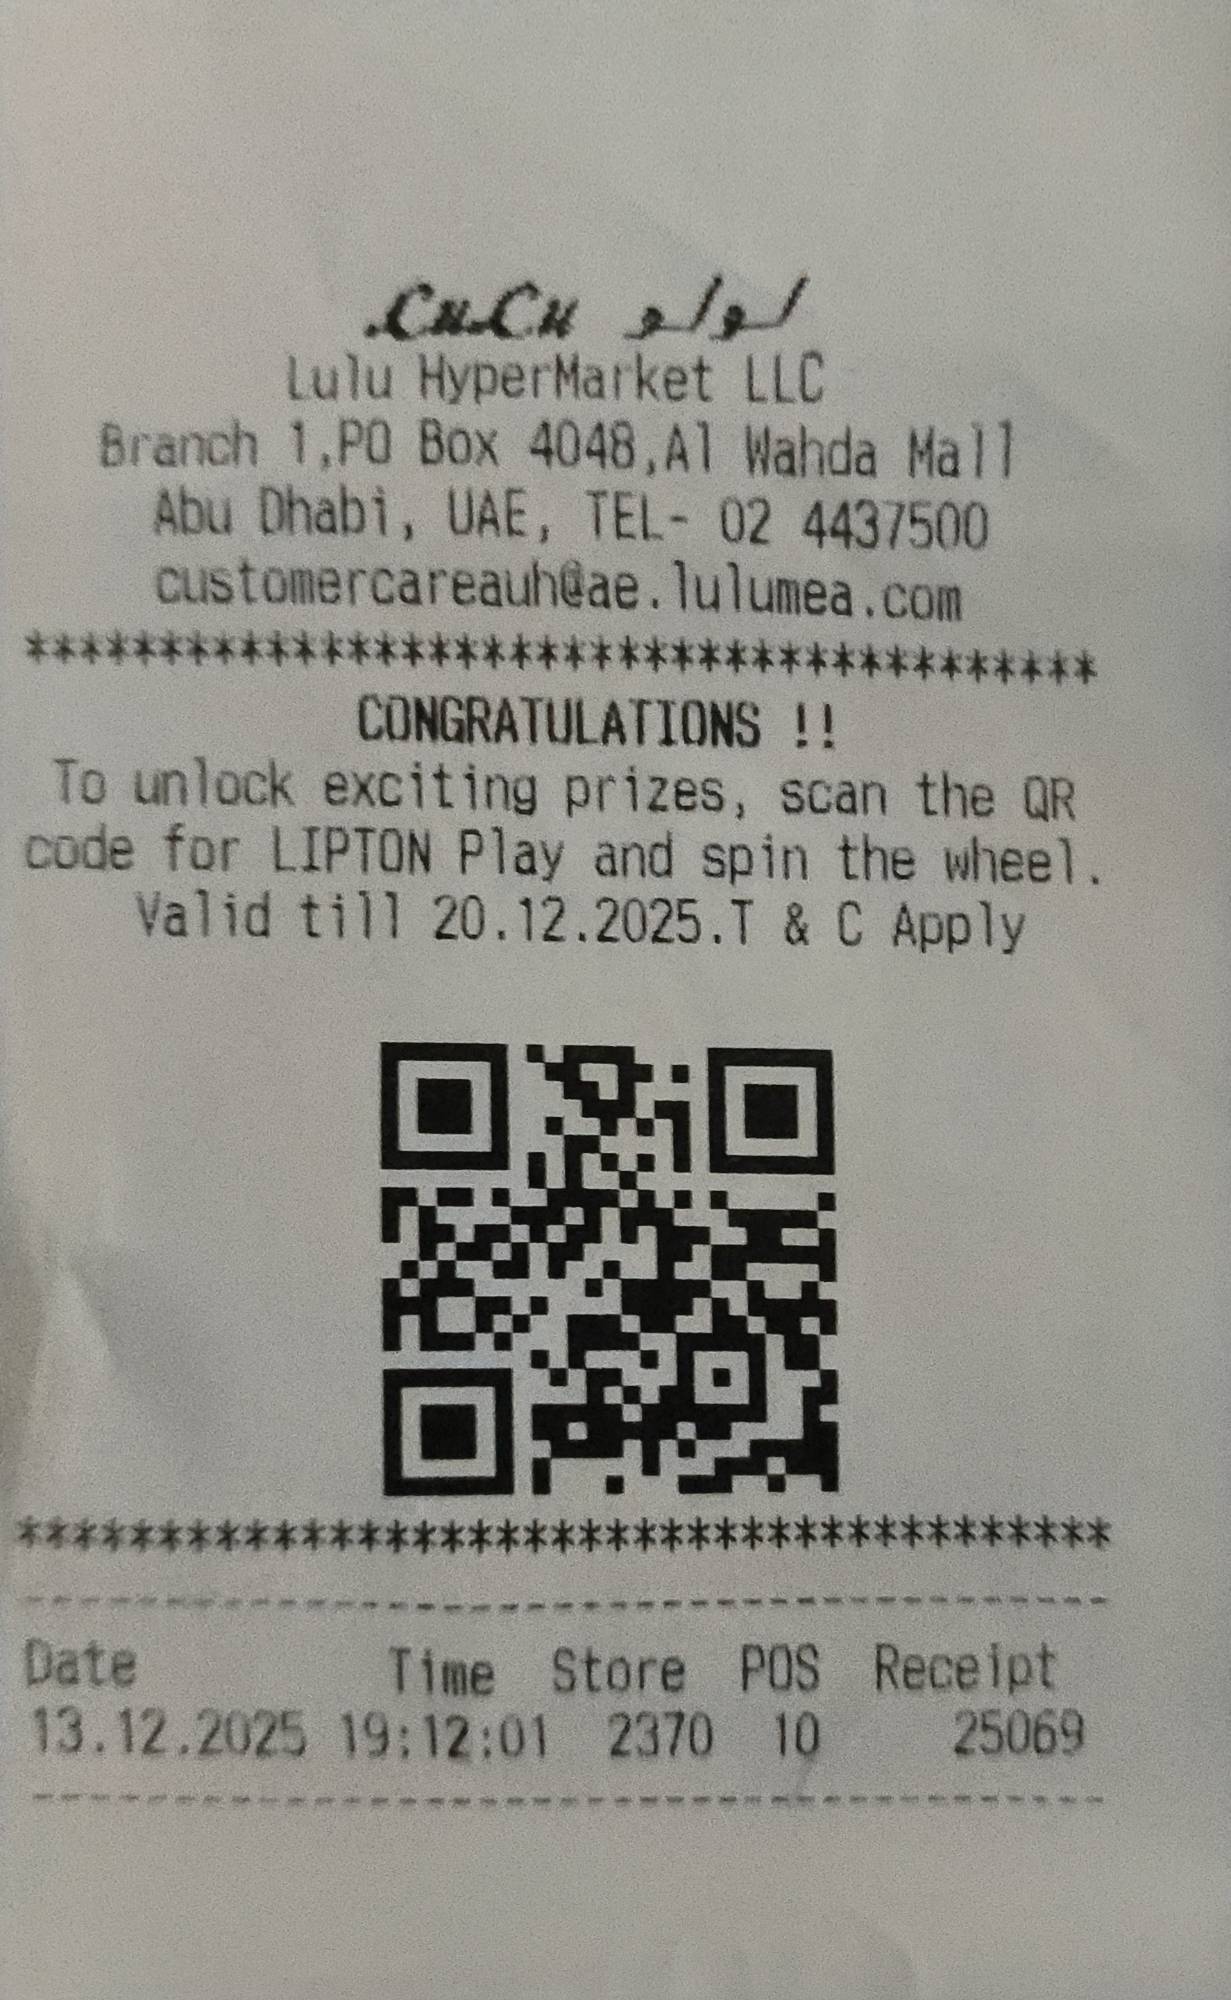 LuLu لولو
Lulu HyperMarket LLC
Branch 1,PO Box 4048,Al Wahda Mall
Abu Dhabi, UAE, TEL- 02 4437500
customercareauh@ae.lulumea.com
****************************************
CONGRATULATIONS !!
To unlock exciting prizes, scan the QR
code for LIPTON Play and spin the wheel.
Valid till 20.12.2025.T & C Apply
****************************************
----------------------------------------
Date Time Store POS Receipt
13.12.2025 19:12:01 2370 10 25069
----------------------------------------